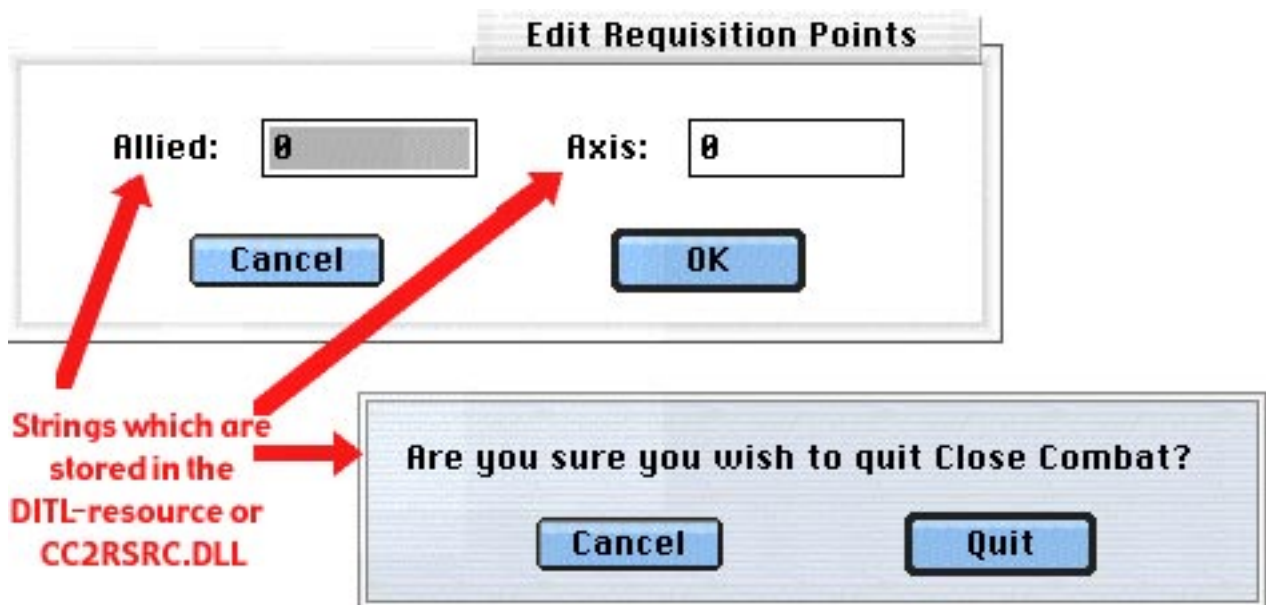 Edit Requisition Points
Allied: 0 Axis: 0
Cancel OK
Strings which are
stored in the
DITL-resource or
CC2RSRC.DLL
Are you sure you wish to quit Close Combat?
Cancel Quit